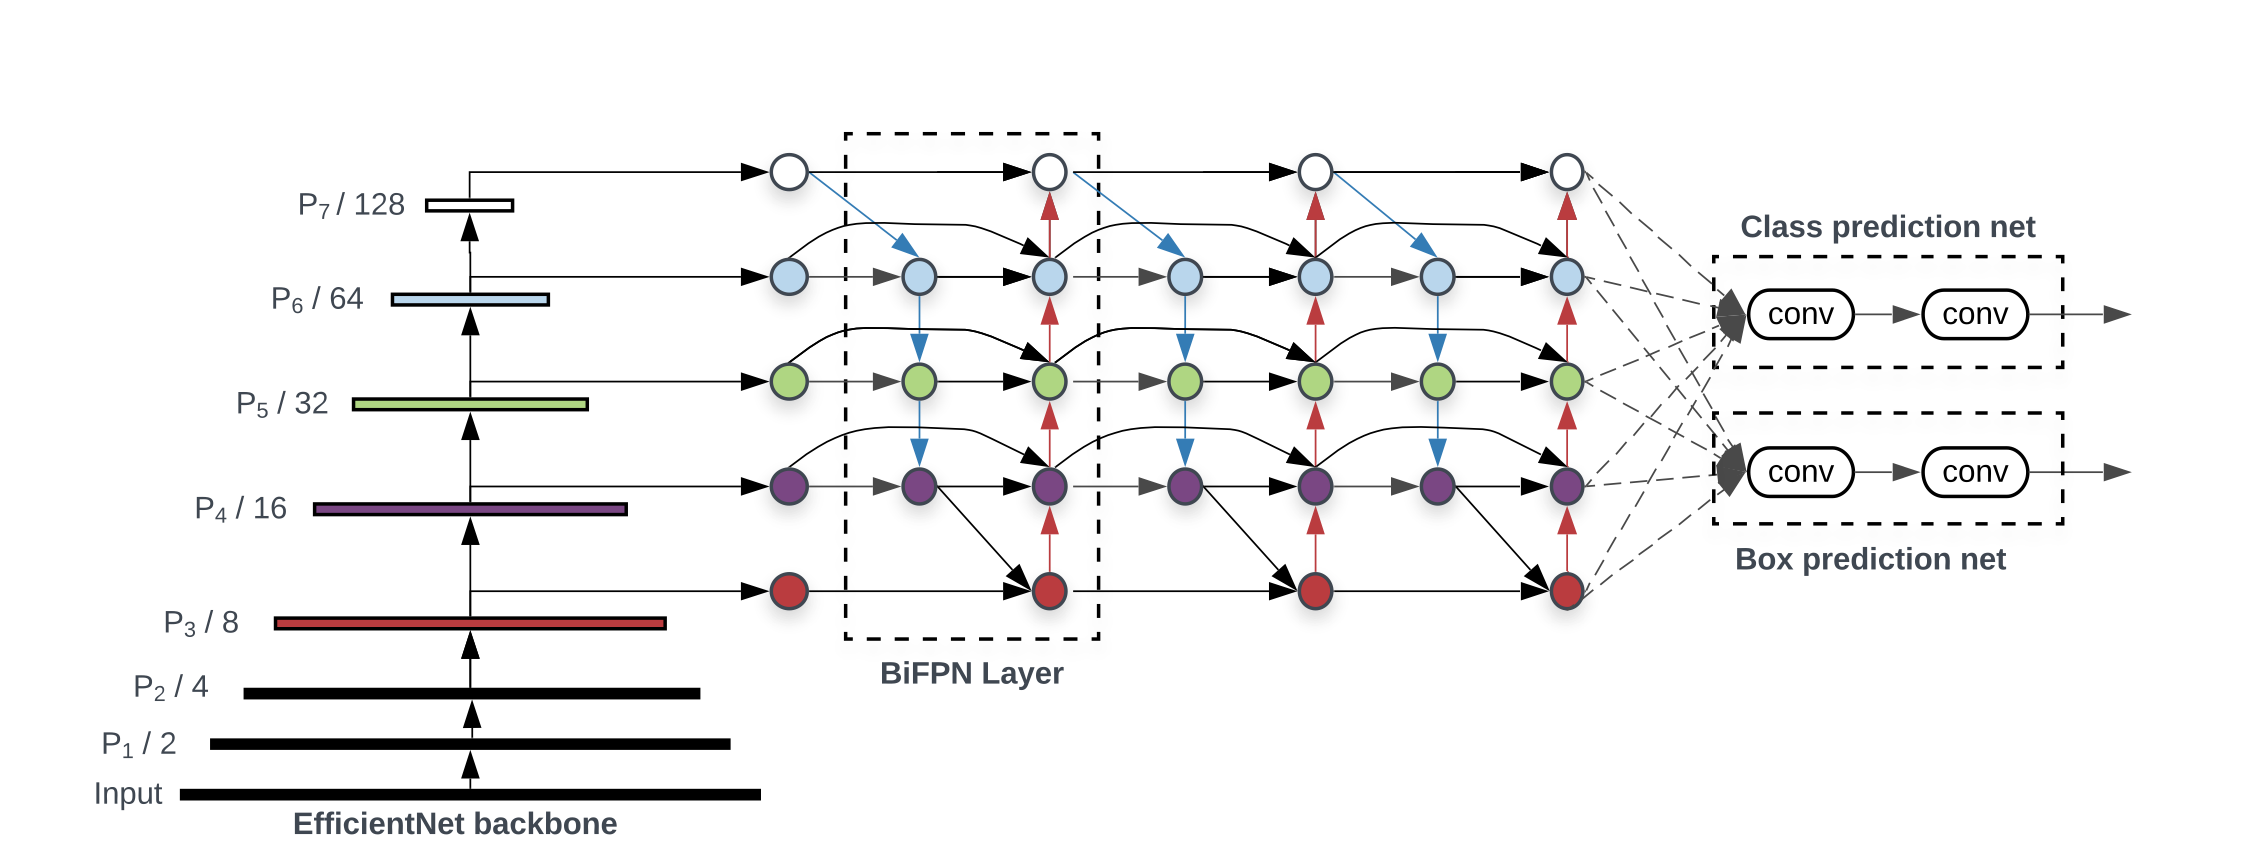 P7 / 128
P6 / 64
P5 / 32
P4 / 16
P3 / 8
P2 / 4
P1 / 2
Input
EfficientNet backbone
BiFPN Layer
Class prediction net
conv conv
conv conv
Box prediction net